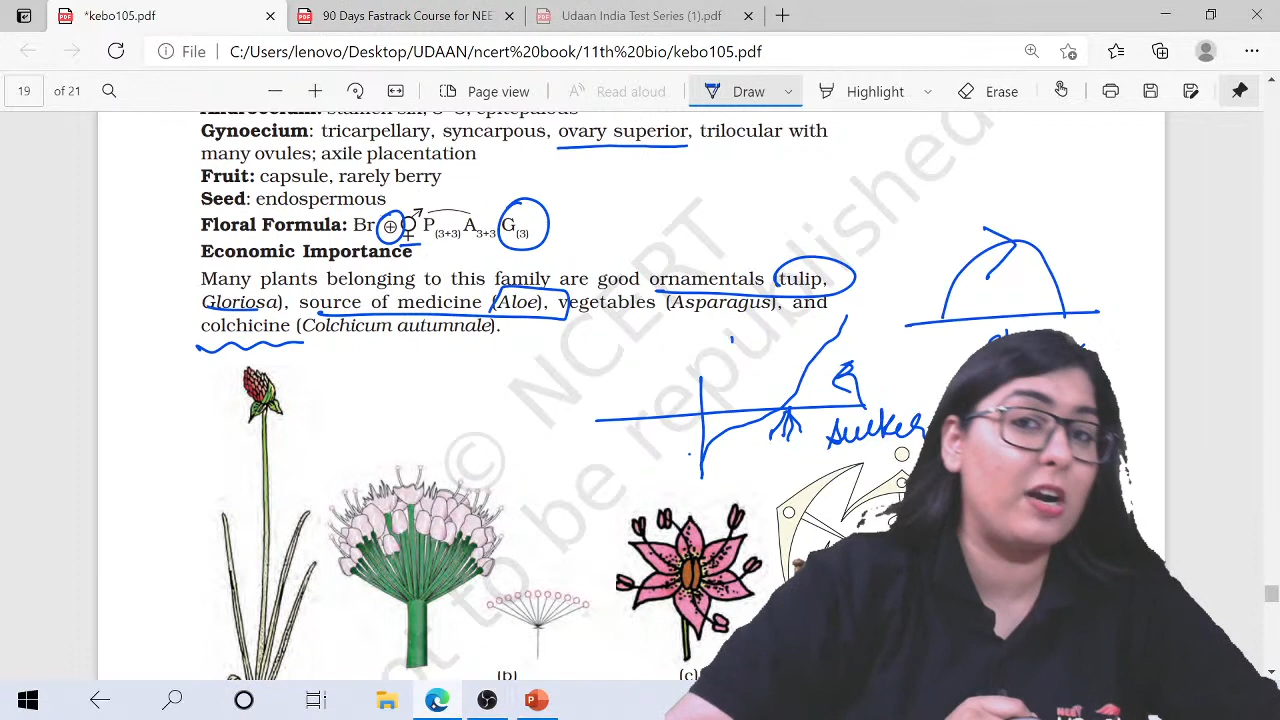 *kebo105.pdf
90 Days Fastrack Course for NEE
Udaan India Test Series (1).pdf
File
C:/Users/lenovo/Desktop/UDAAN/ncert%20book/11th%20bio/kebo105.pdf
19 of 21
Page view
Read aloud
Draw
Highlight
Erase
Gynoecium: tricarpellary, syncarpous, ovary superior, trilocular with
many ovules; axile placentation
Fruit: capsule, rarely berry
Seed: endospermous
Floral Formula: Br ⊕ ⚥ P(3+3) A3+3 G(3)
Economic Importance
Many plants belonging to this family are good ornamentals (tulip,
Gloriosa), source of medicine (Aloe), vegetables (Asparagus), and
colchicine (Colchicum autumnale).
sucker
© NCERT
not to be republished
(b)
(c)
NEET